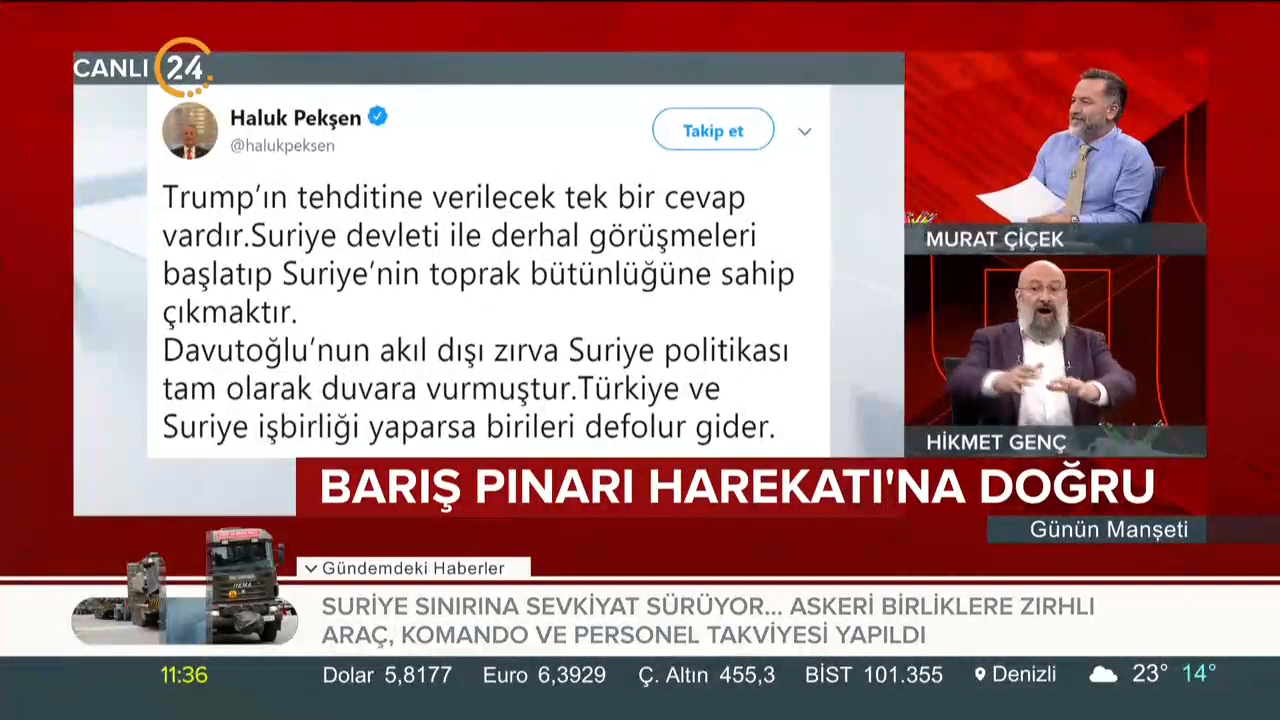 CANLI 24
Haluk Pekşen
@halukpeksen
Takip et
Trump’ın tehditine verilecek tek bir cevap
vardır.Suriye devleti ile derhal görüşmeleri
başlatıp Suriye’nin toprak bütünlüğüne sahip
çıkmaktır.
Davutoğlu’nun akıl dışı zırva Suriye politikası
tam olarak duvara vurmuştur.Türkiye ve
Suriye işbirliği yaparsa birileri defolur gider.
MURAT ÇİÇEK
HİKMET GENÇ
BARIŞ PINARI HAREKATI'NA DOĞRU
Günün Manşeti
Gündemdeki Haberler
SURİYE SINIRINA SEVKİYAT SÜRÜYOR... ASKERİ BİRLİKLERE ZIRHLI
ARAÇ, KOMANDO VE PERSONEL TAKVİYESİ YAPILDI
11:36 Dolar 5,8177 Euro 6,3929 Ç. Altın 455,3 BİST 101.355 Denizli 23° 14°